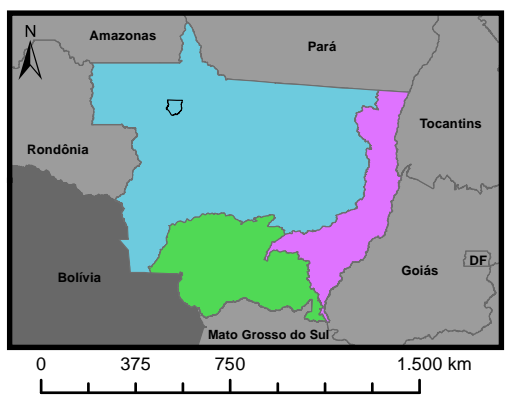 N
Amazonas
Pará
Tocantins
Rondônia
Goiás
DF
Bolívia
Mato Grosso do Sul
0 375 750 1.500 km